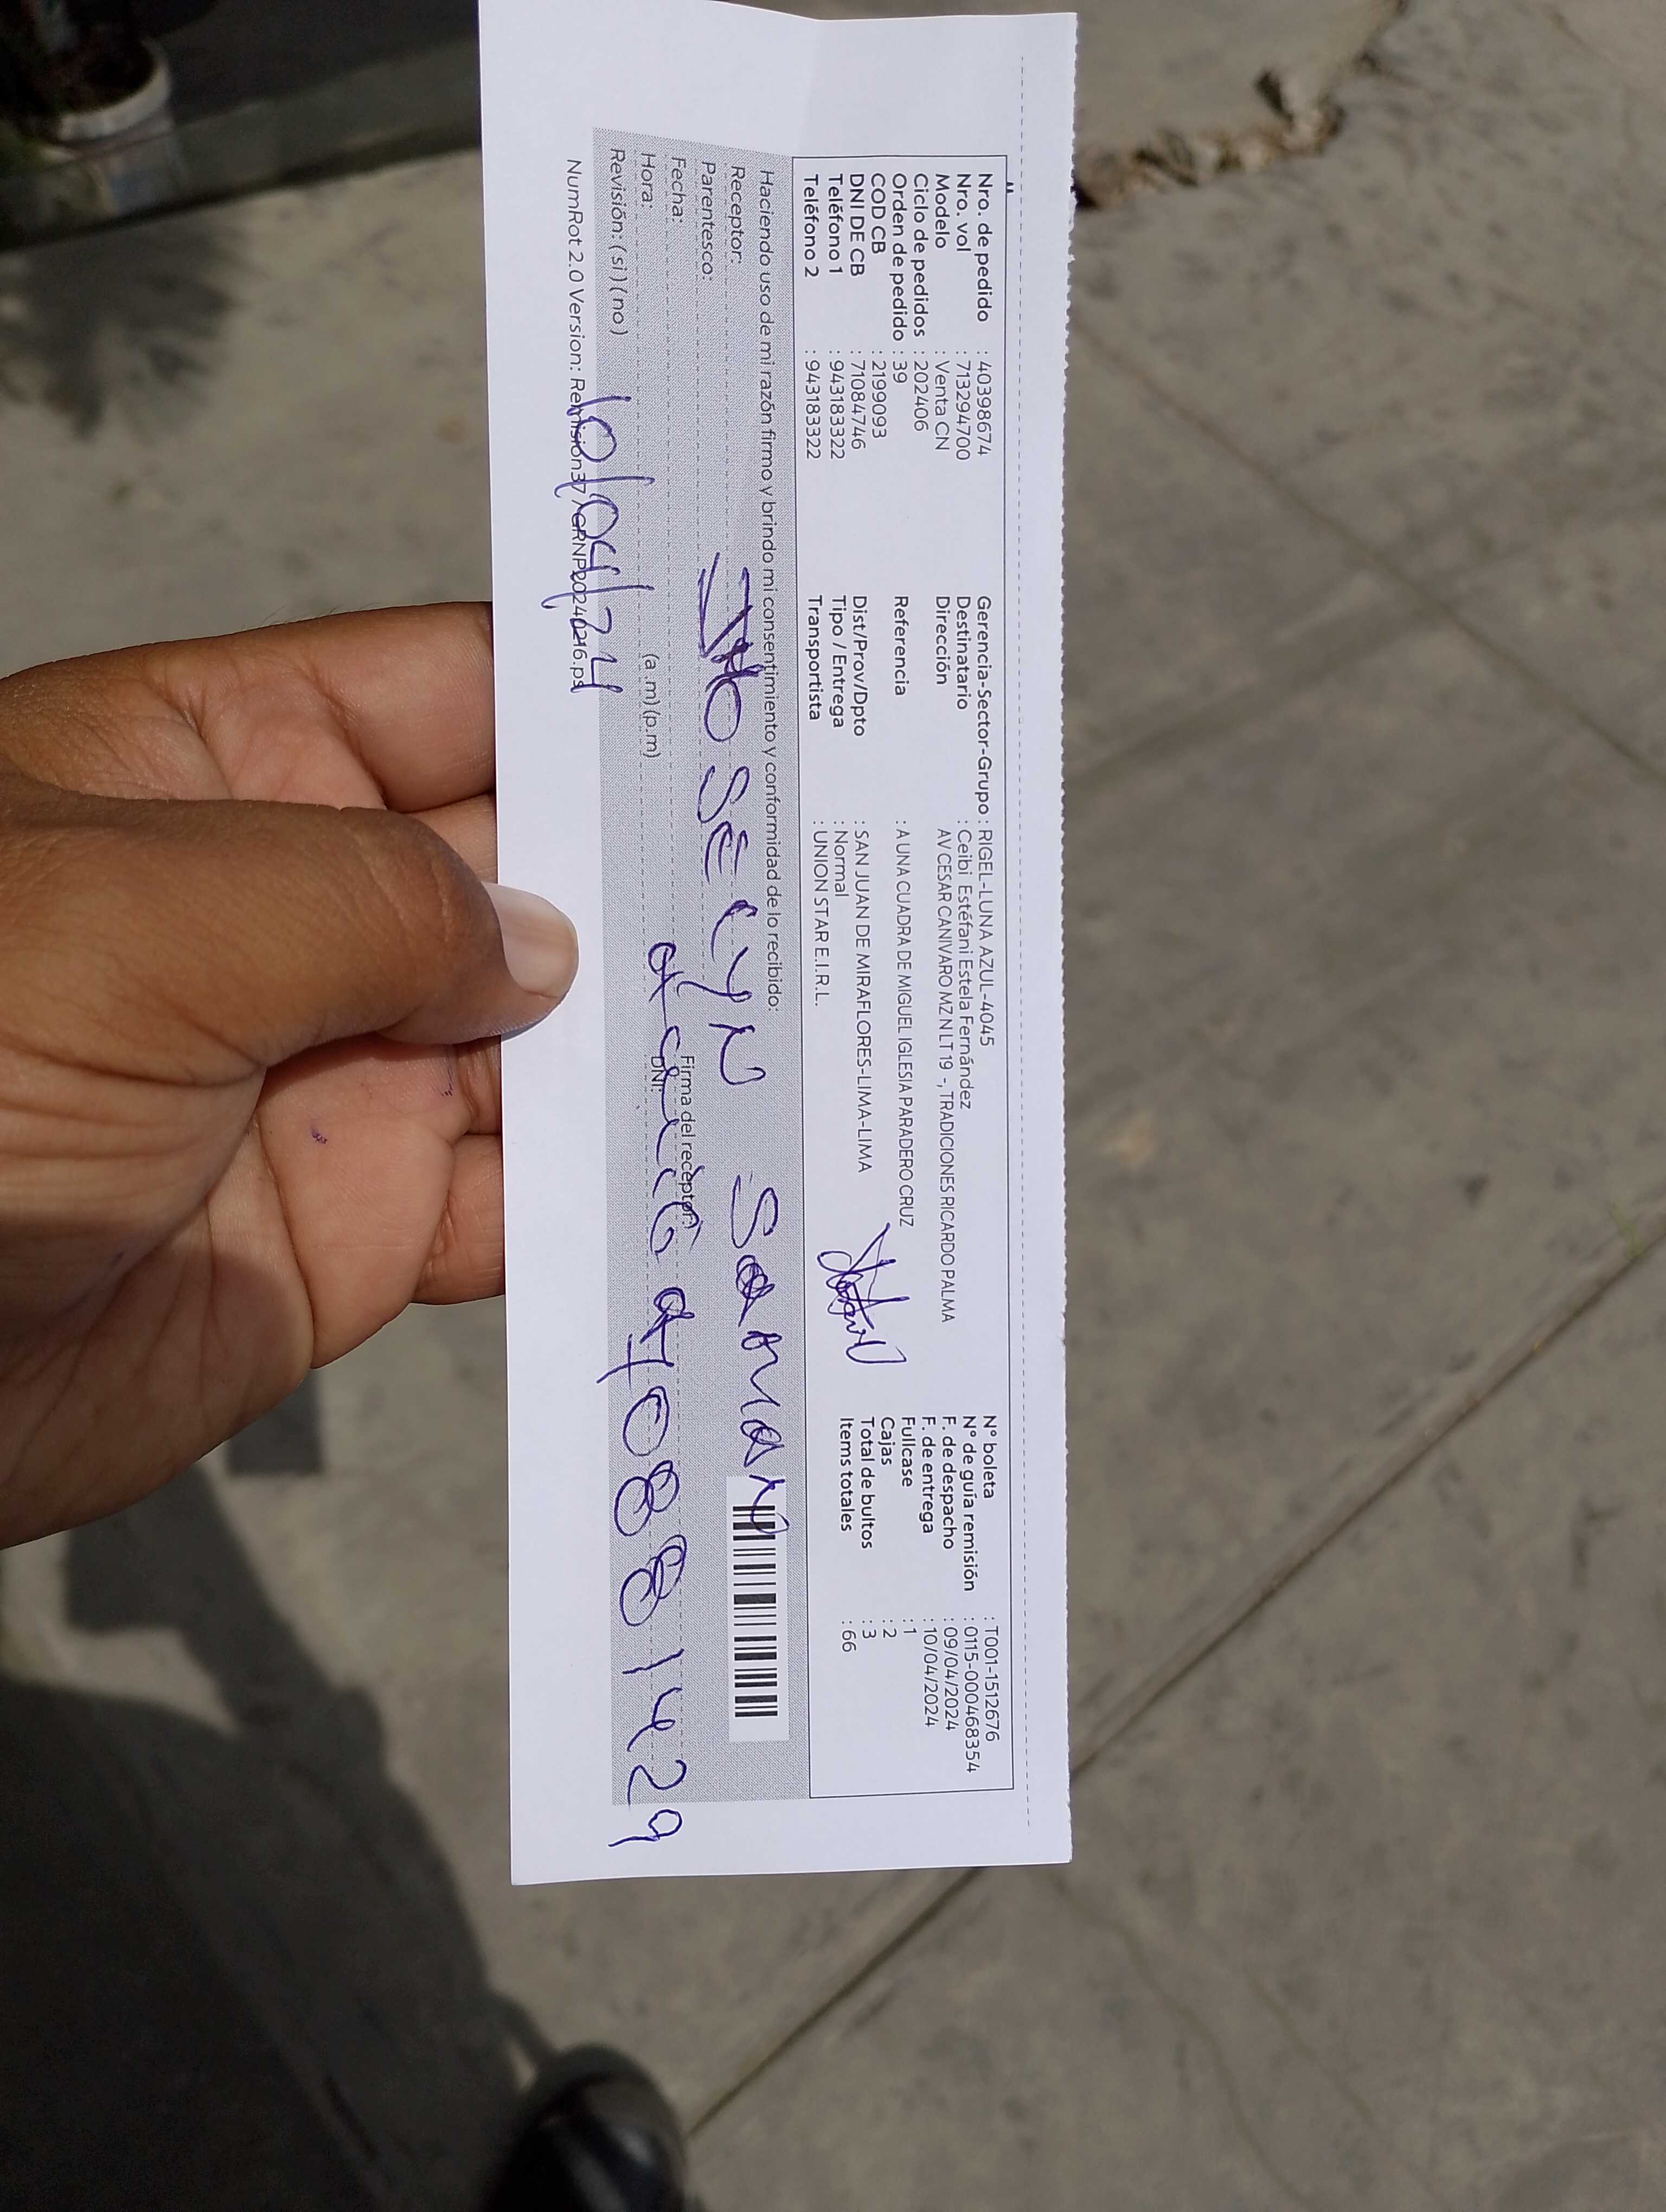 Nro. de pedido : 40398674
Nro. vol : 713294700
Modelo : Venta CN
Ciclo de pedidos : 202406
Orden de pedido : 39
COD CB : 2199093
DNI DE CB : 71084746
Teléfono 1 : 943183322
Teléfono 2 : 943183322
Gerencia-Sector-Grupo : RIGEL-LUNA AZUL-4045
Destinatario : Ceibi Estéfani Estela Fernández
Dirección AV CESAR CANIVARO MZ N LT 19 -, TRADICIONES RICARDO PALMA
Referencia : A UNA CUADRA DE MIGUEL IGLESIA PARADERO CRUZ
Dist/Prov/Dpto : SAN JUAN DE MIRAFLORES-LIMA-LIMA
Tipo / Entrega : Normal
Transportista : UNION STAR E.I.R.L.
N° boleta : T001-1512676
N° de guía remisión : 0115-000468354
F. de despacho : 09/04/2024
F. de entrega : 10/04/2024
Fullcase : 1
Cajas : 2
Total de bultos : 3
Items totales : 66
Haciendo uso de mi razón firmo y brindo mi consentimiento y conformidad de lo recibido:
Receptor:
Parentesco:
Fecha:
Hora: (a.m) (p.m)
Revisión: (si) (no)
Firma del receptor:
DNI:
10/04/24
NumRot 2.0 Version: Remision37/GRNP20240216.ps